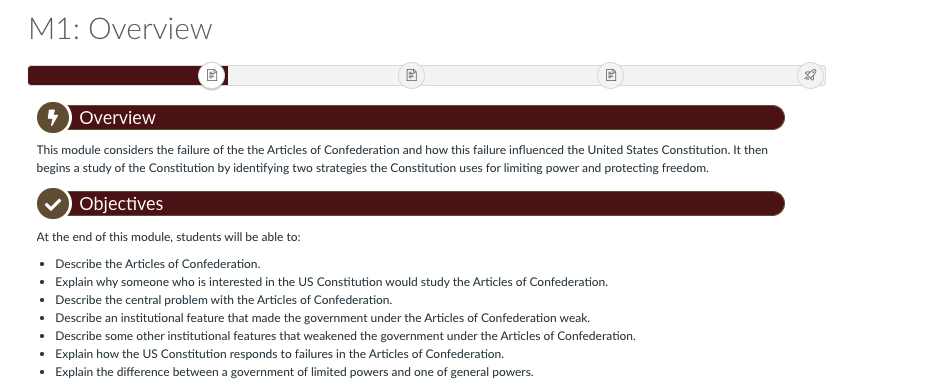 M1: Overview
Overview
This module considers the failure of the the Articles of Confederation and how this failure influenced the United States Constitution. It then
begins a study of the Constitution by identifying two strategies the Constitution uses for limiting power and protecting freedom.
Objectives
At the end of this module, students will be able to:
• Describe the Articles of Confederation.
• Explain why someone who is interested in the US Constitution would study the Articles of Confederation.
• Describe the central problem with the Articles of Confederation.
• Describe an institutional feature that made the government under the Articles of Confederation weak.
• Describe some other institutional features that weakened the government under the Articles of Confederation.
• Explain how the US Constitution responds to failures in the Articles of Confederation.
• Explain the difference between a government of limited powers and one of general powers.